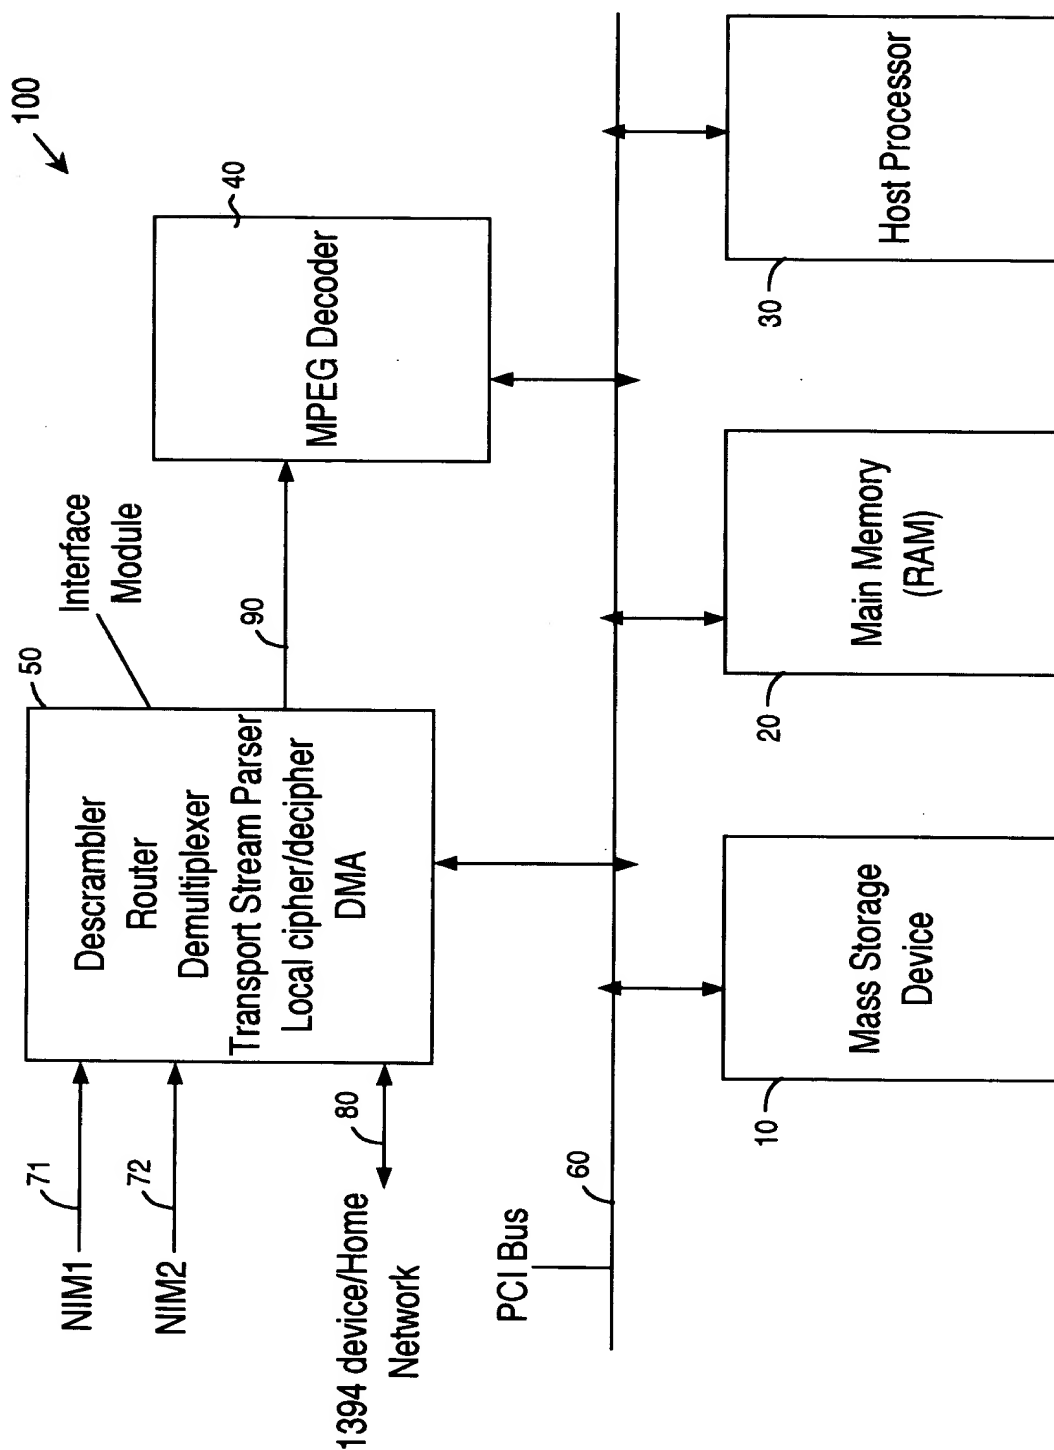 100
NIM1
71
NIM2
72
1394 device/Home
Network
80
50
Descrambler
Router
Demultiplexer
Transport Stream Parser
Local cipher/decipher
DMA
Interface
Module
90
40
MPEG Decoder
PCI Bus
60
10
Mass Storage
Device
20
Main Memory
(RAM)
30
Host Processor